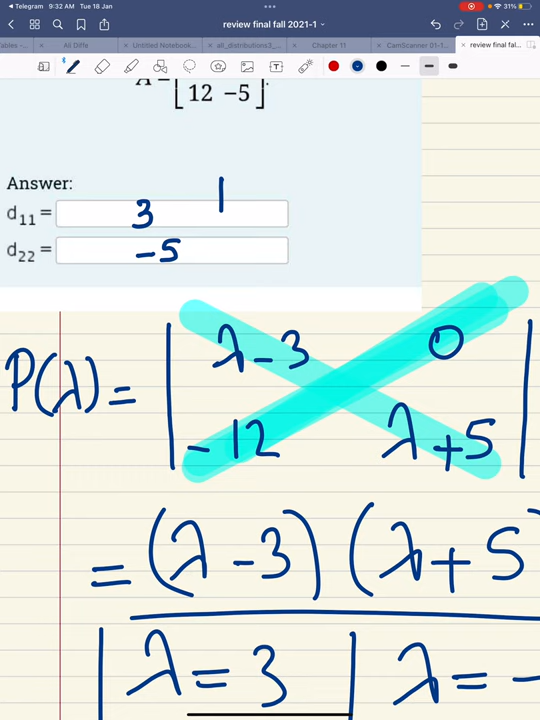 Telegram 9:32 AM Tue 18 Jan 31%
review final fall 2021-1
ables -... All Diffe Untitled Notebook... all_distributions3_... Chapter 11 CamScanner 01-1... review final fal...
12 −5
Answer:
d11 = 3
d22 = −5
P(λ) = | λ−3 0 |
| −12 λ+5 |
= (λ−3) (λ+5
λ = 3 | λ = −